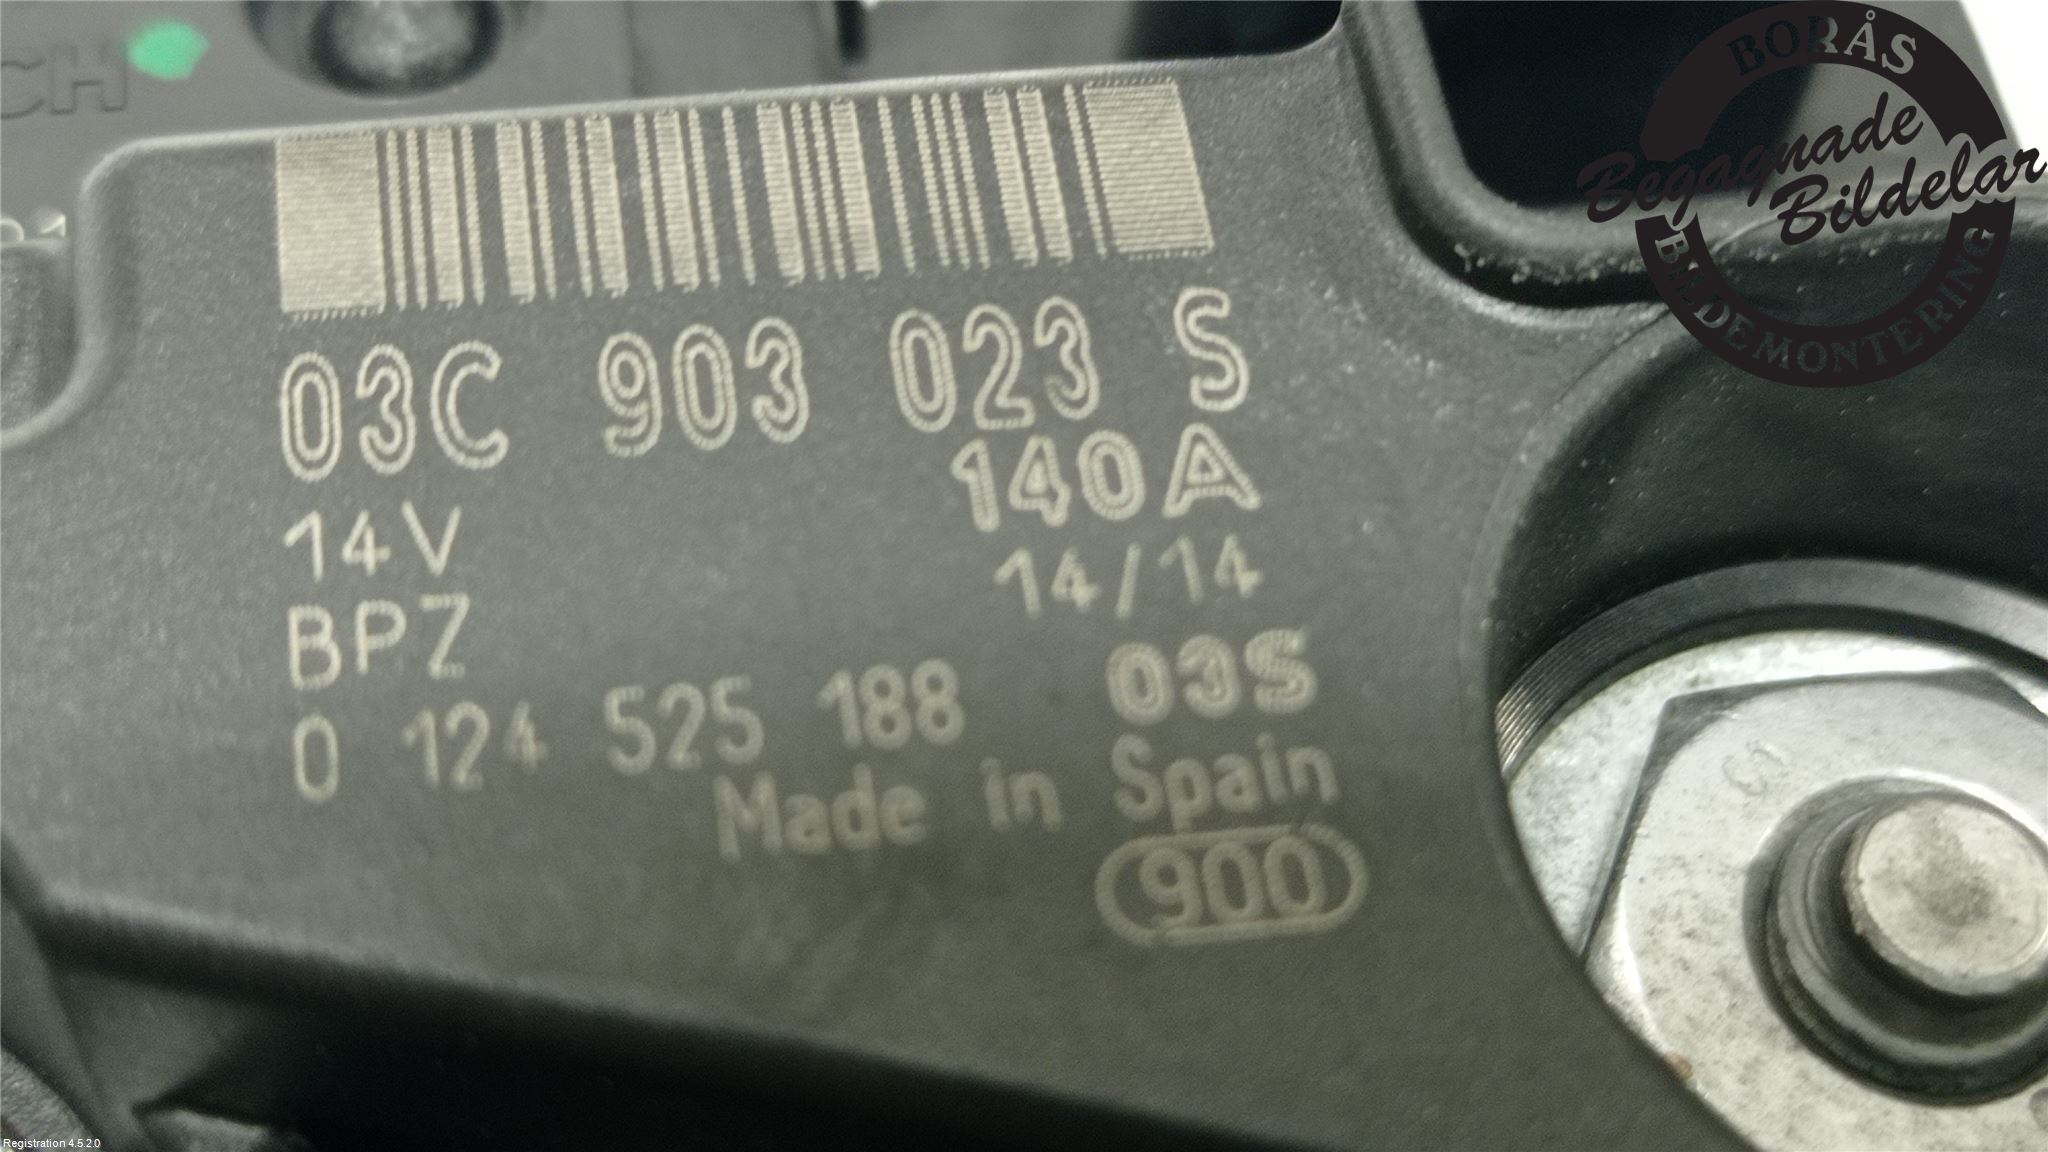 CH
BORÅS
Begagnade
Bildelar
BILDEMONTERING
03C 903 023 S
140A
14V
14/14
BPZ
0 124 525 188 03S
Made in Spain
900
Registration 4.5.2.0